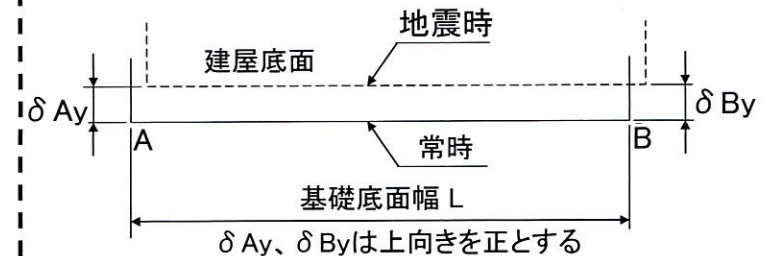 地震時
建屋底面
δ Ay
δ By
A
B
常時
基礎底面幅 L
δ Ay、δ Byは上向きを正とする